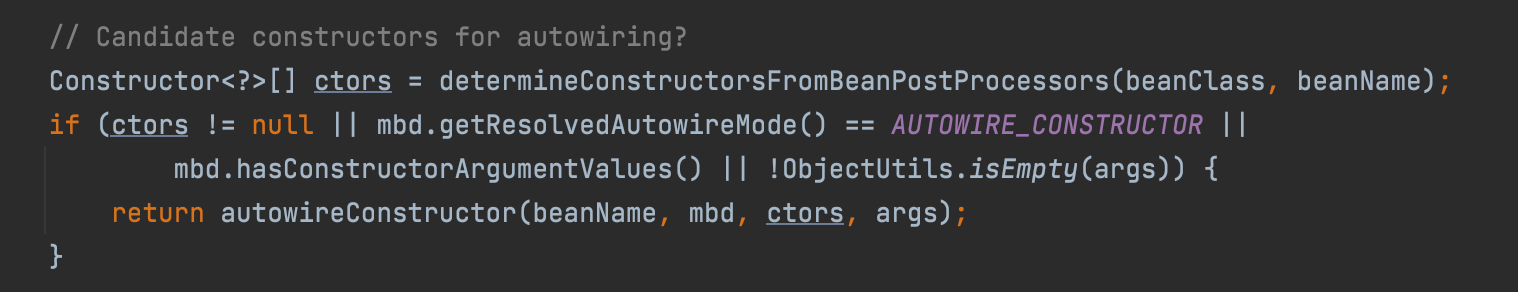 // Candidate constructors for autowiring?
Constructor<?>[] ctors = determineConstructorsFromBeanPostProcessors(beanClass, beanName);
if (ctors != null || mbd.getResolvedAutowireMode() == AUTOWIRE_CONSTRUCTOR ||
        mbd.hasConstructorArgumentValues() || !ObjectUtils.isEmpty(args)) {
    return autowireConstructor(beanName, mbd, ctors, args);
}